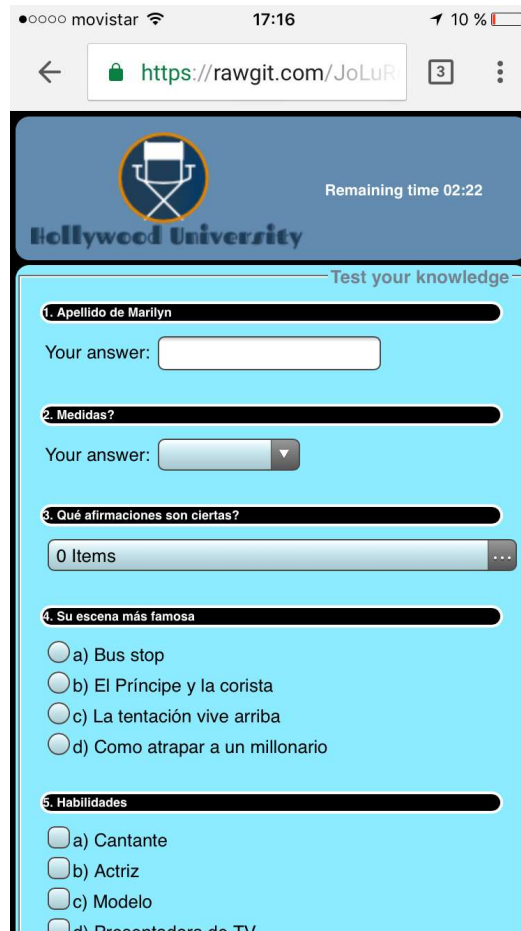 movistar 17:16 10 %
https://rawgit.com/JoLuR
3
Hollywood University
Remaining time 02:22
Test your knowledge
1. Apellido de Marilyn
Your answer:
2. Medidas?
Your answer:
3. Qué afirmaciones son ciertas?
0 Items
...
4. Su escena más famosa
a) Bus stop
b) El Príncipe y la corista
c) La tentación vive arriba
d) Como atrapar a un millonario
5. Habilidades
a) Cantante
b) Actriz
c) Modelo
d) Presentadora de TV